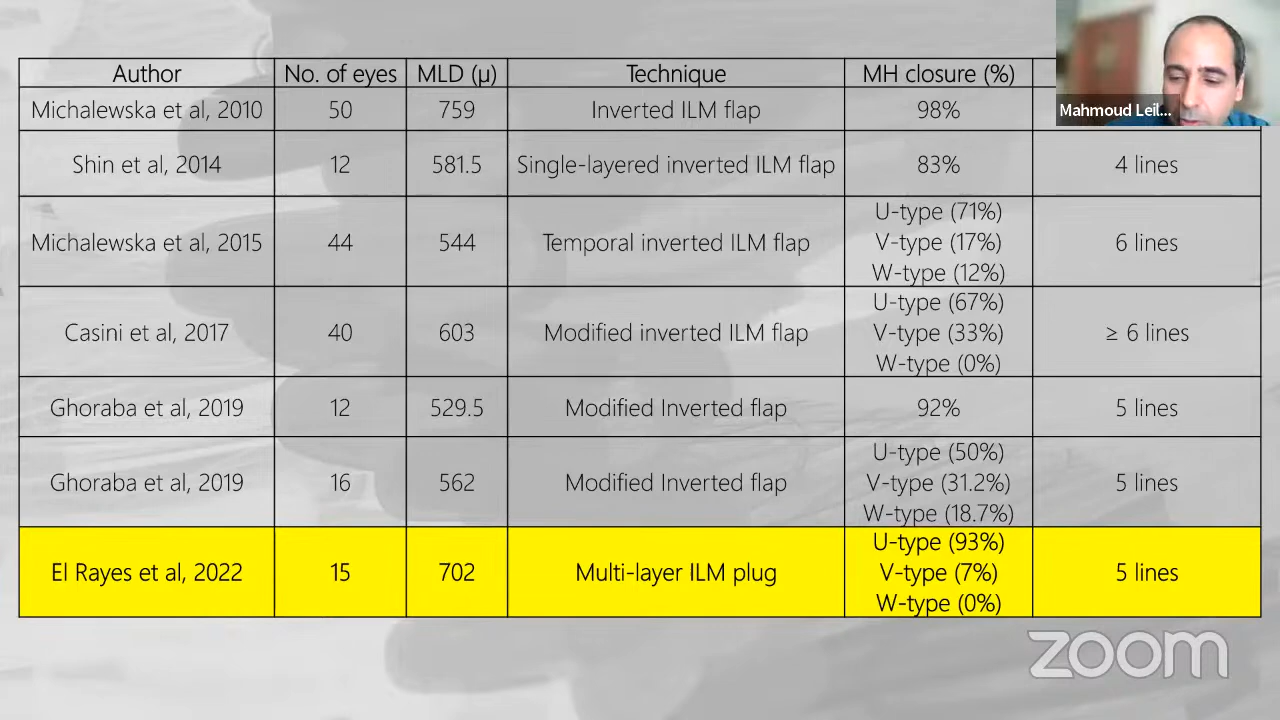 Author No. of eyes MLD (µ) Technique MH closure (%)
Michalewska et al, 2010 50 759 Inverted ILM flap 98%
Mahmoud Leil...
Shin et al, 2014 12 581.5 Single-layered inverted ILM flap 83% 4 lines
U-type (71%)
Michalewska et al, 2015 44 544 Temporal inverted ILM flap V-type (17%) 6 lines
W-type (12%)
U-type (67%)
Casini et al, 2017 40 603 Modified inverted ILM flap V-type (33%) ≥ 6 lines
W-type (0%)
Ghoraba et al, 2019 12 529.5 Modified Inverted flap 92% 5 lines
U-type (50%)
Ghoraba et al, 2019 16 562 Modified Inverted flap V-type (31.2%) 5 lines
W-type (18.7%)
U-type (93%)
El Rayes et al, 2022 15 702 Multi-layer ILM plug V-type (7%) 5 lines
W-type (0%)
zoom